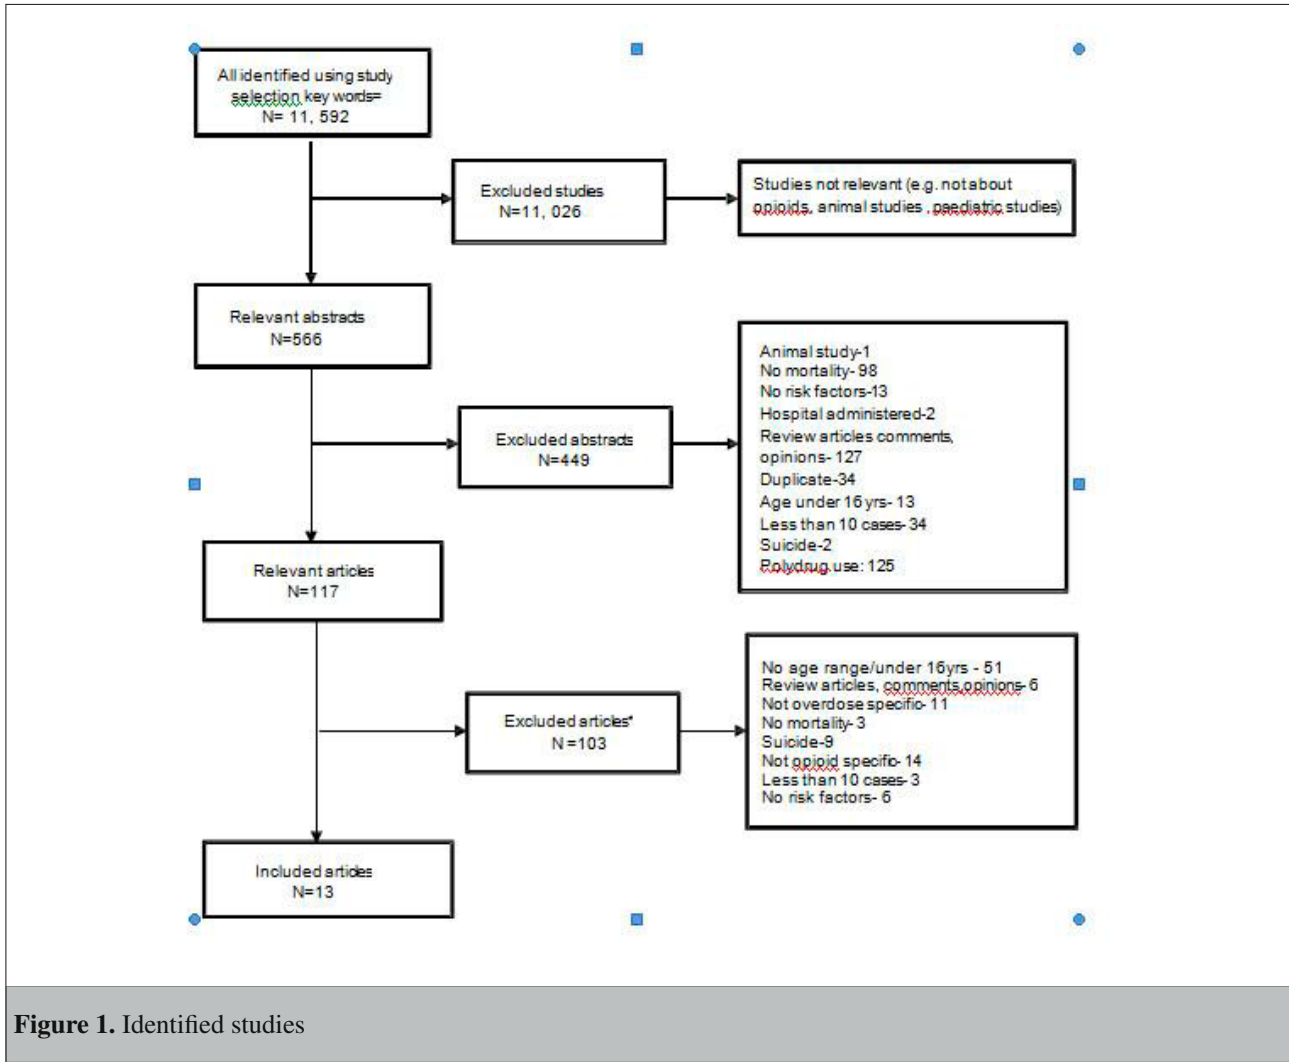 All identified using study
selection key words=
N= 11, 592
Excluded studies
N=11, 026
Studies not relevant (e.g. not about
opioids, animal studies , paediatric studies)
Relevant abstracts
N=566
Excluded abstracts
N=449
Animal study-1
No mortality- 98
No risk factors-13
Hospital administered-2
Review articles comments,
opinions- 127
Duplicate-34
Age under 16 yrs- 13
Less than 10 cases- 34
Suicide-2
Polydrug use: 125
Relevant articles
N=117
Excluded articles*
N =103
No age range/under 16yrs - 51
Review articles, comments,opinions- 6
Not overdose specific- 11
No mortality- 3
Suicide-9
Not opioid specific- 14
Less than 10 cases- 3
No risk factors- 6
Included articles
N=13
Figure 1. Identified studies